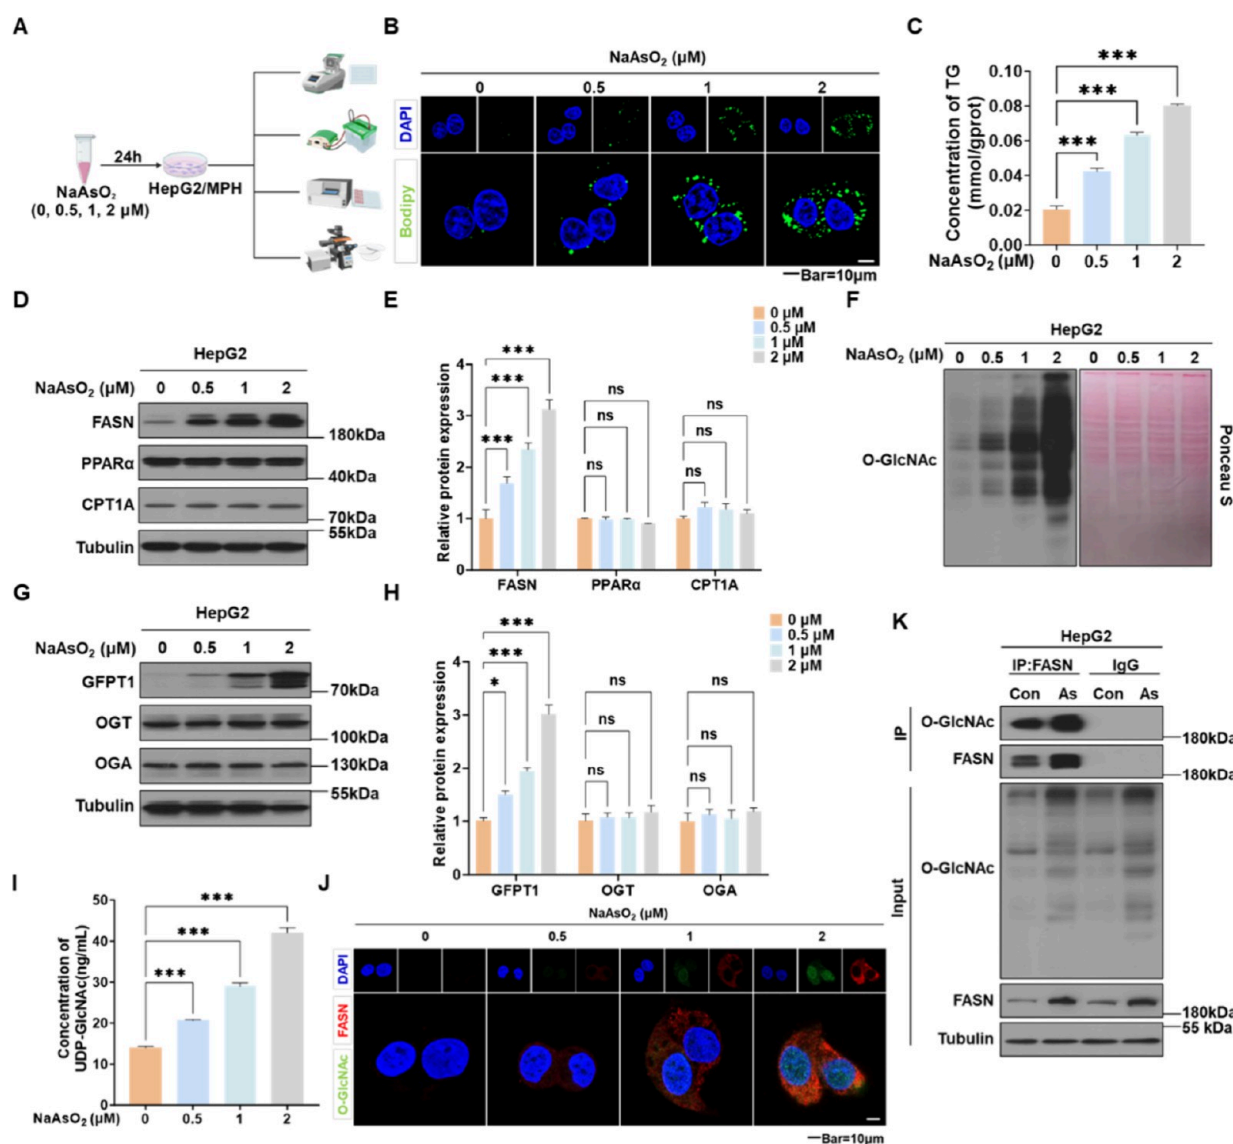 A
24h
NaAsO₂
(0, 0.5, 1, 2 μM)
HepG2/MPH
B
NaAsO₂ (μM)
0 0.5 1 2
DAPI
Bodipy
Bar=10μm
C
Concentration of TG
(mmol/gprot)
0.10
0.08
0.06
0.04
0.02
0.00
***
***
***
NaAsO₂ (μM) 0 0.5 1 2
D
HepG2
NaAsO₂ (μM) 0 0.5 1 2
FASN
180kDa
PPARα
40kDa
CPT1A
70kDa
55kDa
Tubulin
E
0 μM
0.5 μM
1 μM
2 μM
Relative protein expression
4
3
2
1
0
***
***
***
ns
ns
ns
ns
ns
ns
FASN PPARα CPT1A
F
HepG2
NaAsO₂ (μM) 0 0.5 1 2 0 0.5 1 2
O-GlcNAc
Ponceau S
G
HepG2
NaAsO₂ (μM) 0 0.5 1 2
GFPT1
70kDa
OGT
100kDa
OGA
130kDa
55kDa
Tubulin
H
0 μM
0.5 μM
1 μM
2 μM
Relative protein expression
4
3
2
1
0
***
***
*
ns
ns
ns
ns
ns
ns
GFPT1 OGT OGA
I
Concentration of
UDP-GlcNAc(ng/mL)
50
40
30
20
10
0
***
***
***
NaAsO₂ (μM) 0 0.5 1 2
J
NaAsO₂ (μM)
0 0.5 1 2
DAPI
FASN
O-GlcNAc
Bar=10μm
K
HepG2
IP:FASN IgG
Con As Con As
IP
O-GlcNAc
180kDa
FASN
180kDa
Input
O-GlcNAc
FASN
180kDa
55 kDa
Tubulin